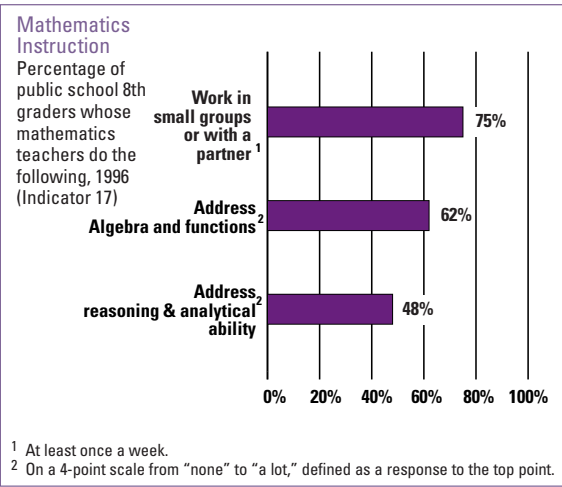 Mathematics
Instruction
Percentage of
public school 8th
graders whose
mathematics
teachers do the
following, 1996
(Indicator 17)
Work in
small groups
or with a
partner 1
75%
Address
Algebra and functions 2
62%
Address 2
reasoning & analytical
ability
48%
0% 20% 40% 60% 80% 100%
1 At least once a week.
2 On a 4-point scale from “none” to “a lot,” defined as a response to the top point.